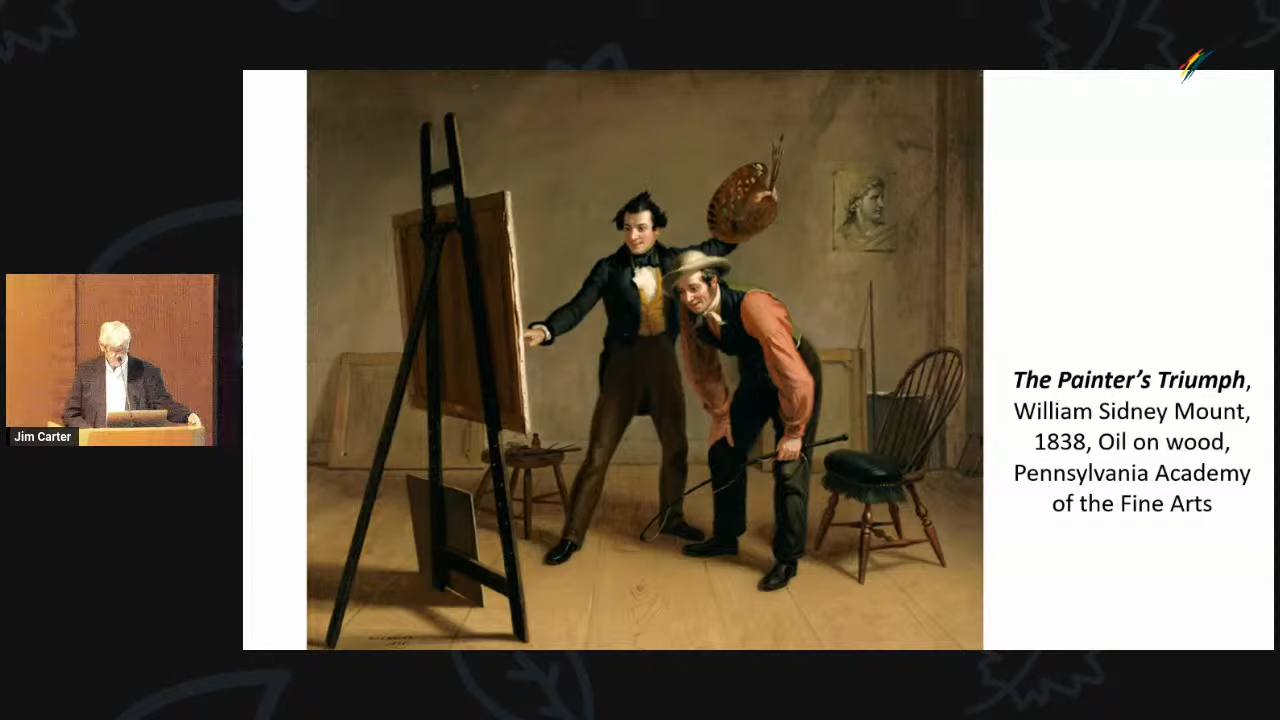 Jim Carter
The Painter’s Triumph,
William Sidney Mount,
1838, Oil on wood,
Pennsylvania Academy
of the Fine Arts